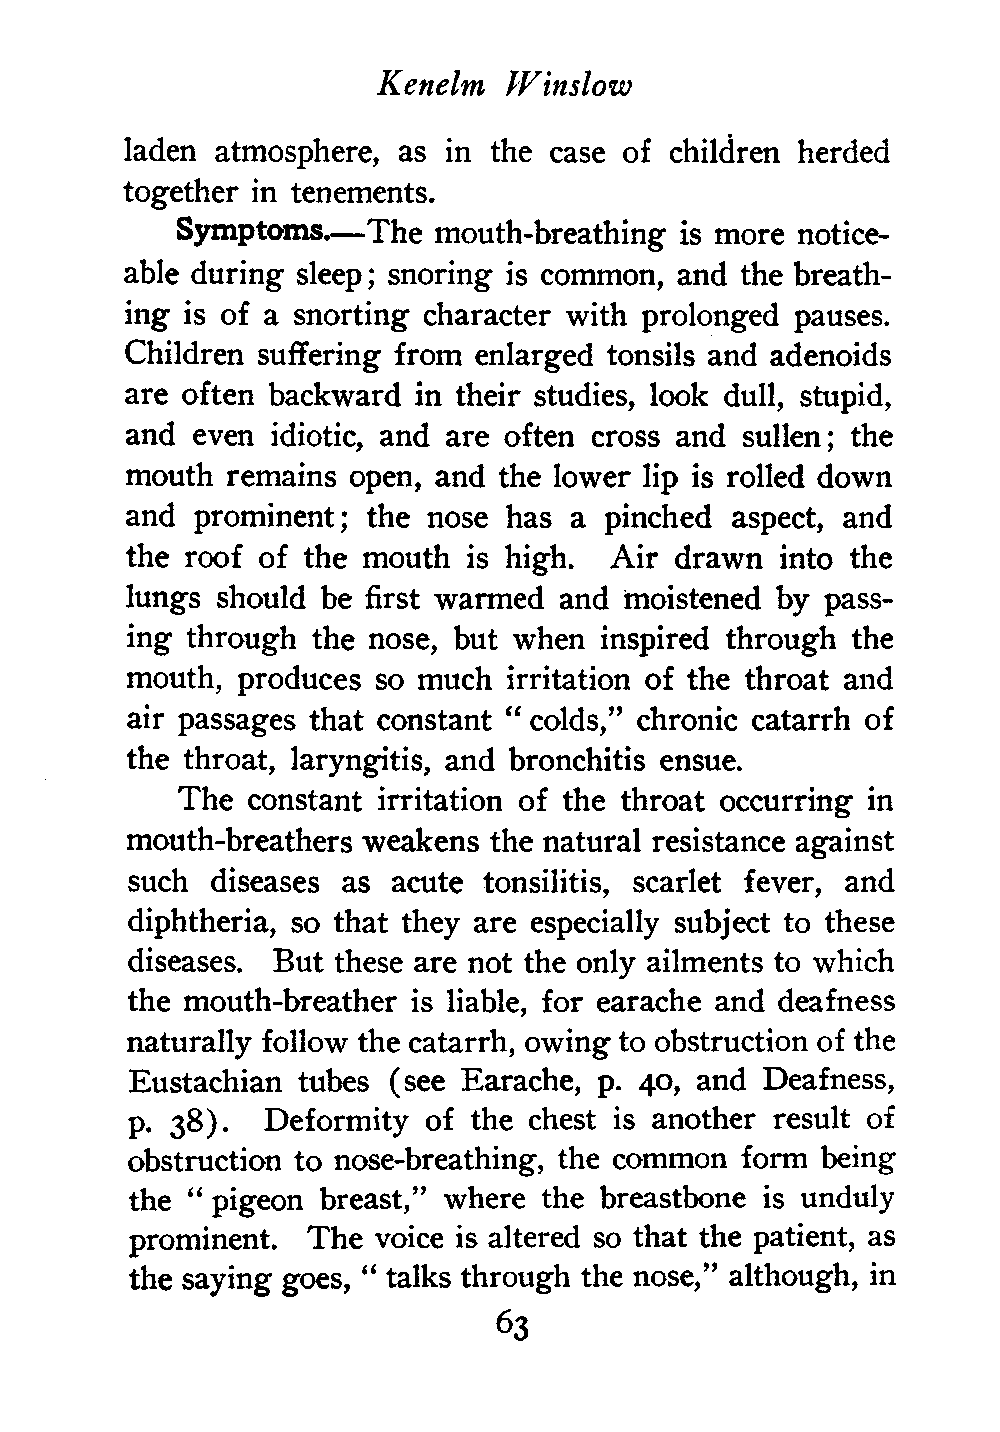 Kenelm Winslow
laden atmosphere, as in the case of children herded
together in tenements.
Symptoms.—The mouth-breathing is more notice-
able during sleep; snoring is common, and the breath-
ing is of a snorting character with prolonged pauses.
Children suffering from enlarged tonsils and adenoids
are often backward in their studies, look dull, stupid,
and even idiotic, and are often cross and sullen; the
mouth remains open, and the lower lip is rolled down
and prominent; the nose has a pinched aspect, and
the roof of the mouth is high. Air drawn into the
lungs should be first warmed and moistened by pass-
ing through the nose, but when inspired through the
mouth, produces so much irritation of the throat and
air passages that constant “ colds,” chronic catarrh of
the throat, laryngitis, and bronchitis ensue.
The constant irritation of the throat occurring in
mouth-breathers weakens the natural resistance against
such diseases as acute tonsilitis, scarlet fever, and
diphtheria, so that they are especially subject to these
diseases. But these are not the only ailments to which
the mouth-breather is liable, for earache and deafness
naturally follow the catarrh, owing to obstruction of the
Eustachian tubes (see Earache, p. 40, and Deafness,
p. 38). Deformity of the chest is another result of
obstruction to nose-breathing, the common form being
the “ pigeon breast,” where the breastbone is unduly
prominent. The voice is altered so that the patient, as
the saying goes, “ talks through the nose,” although, in
63